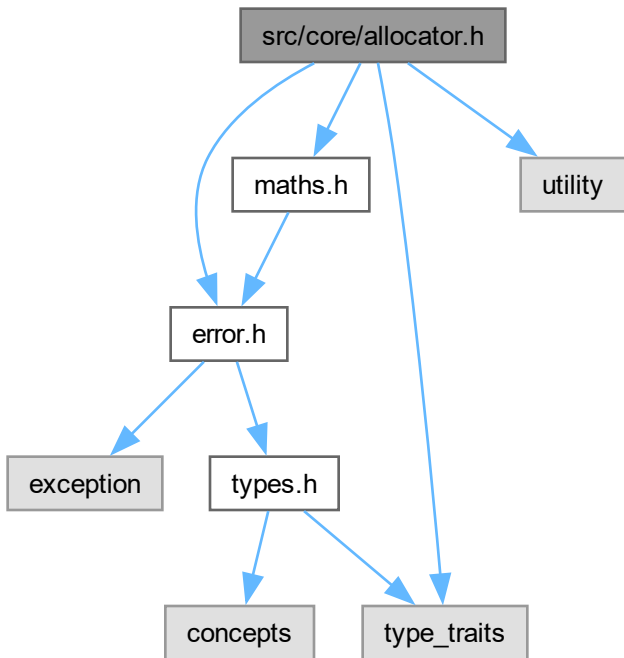 src/core/allocator.h
maths.h
utility
error.h
exception
types.h
concepts
type_traits